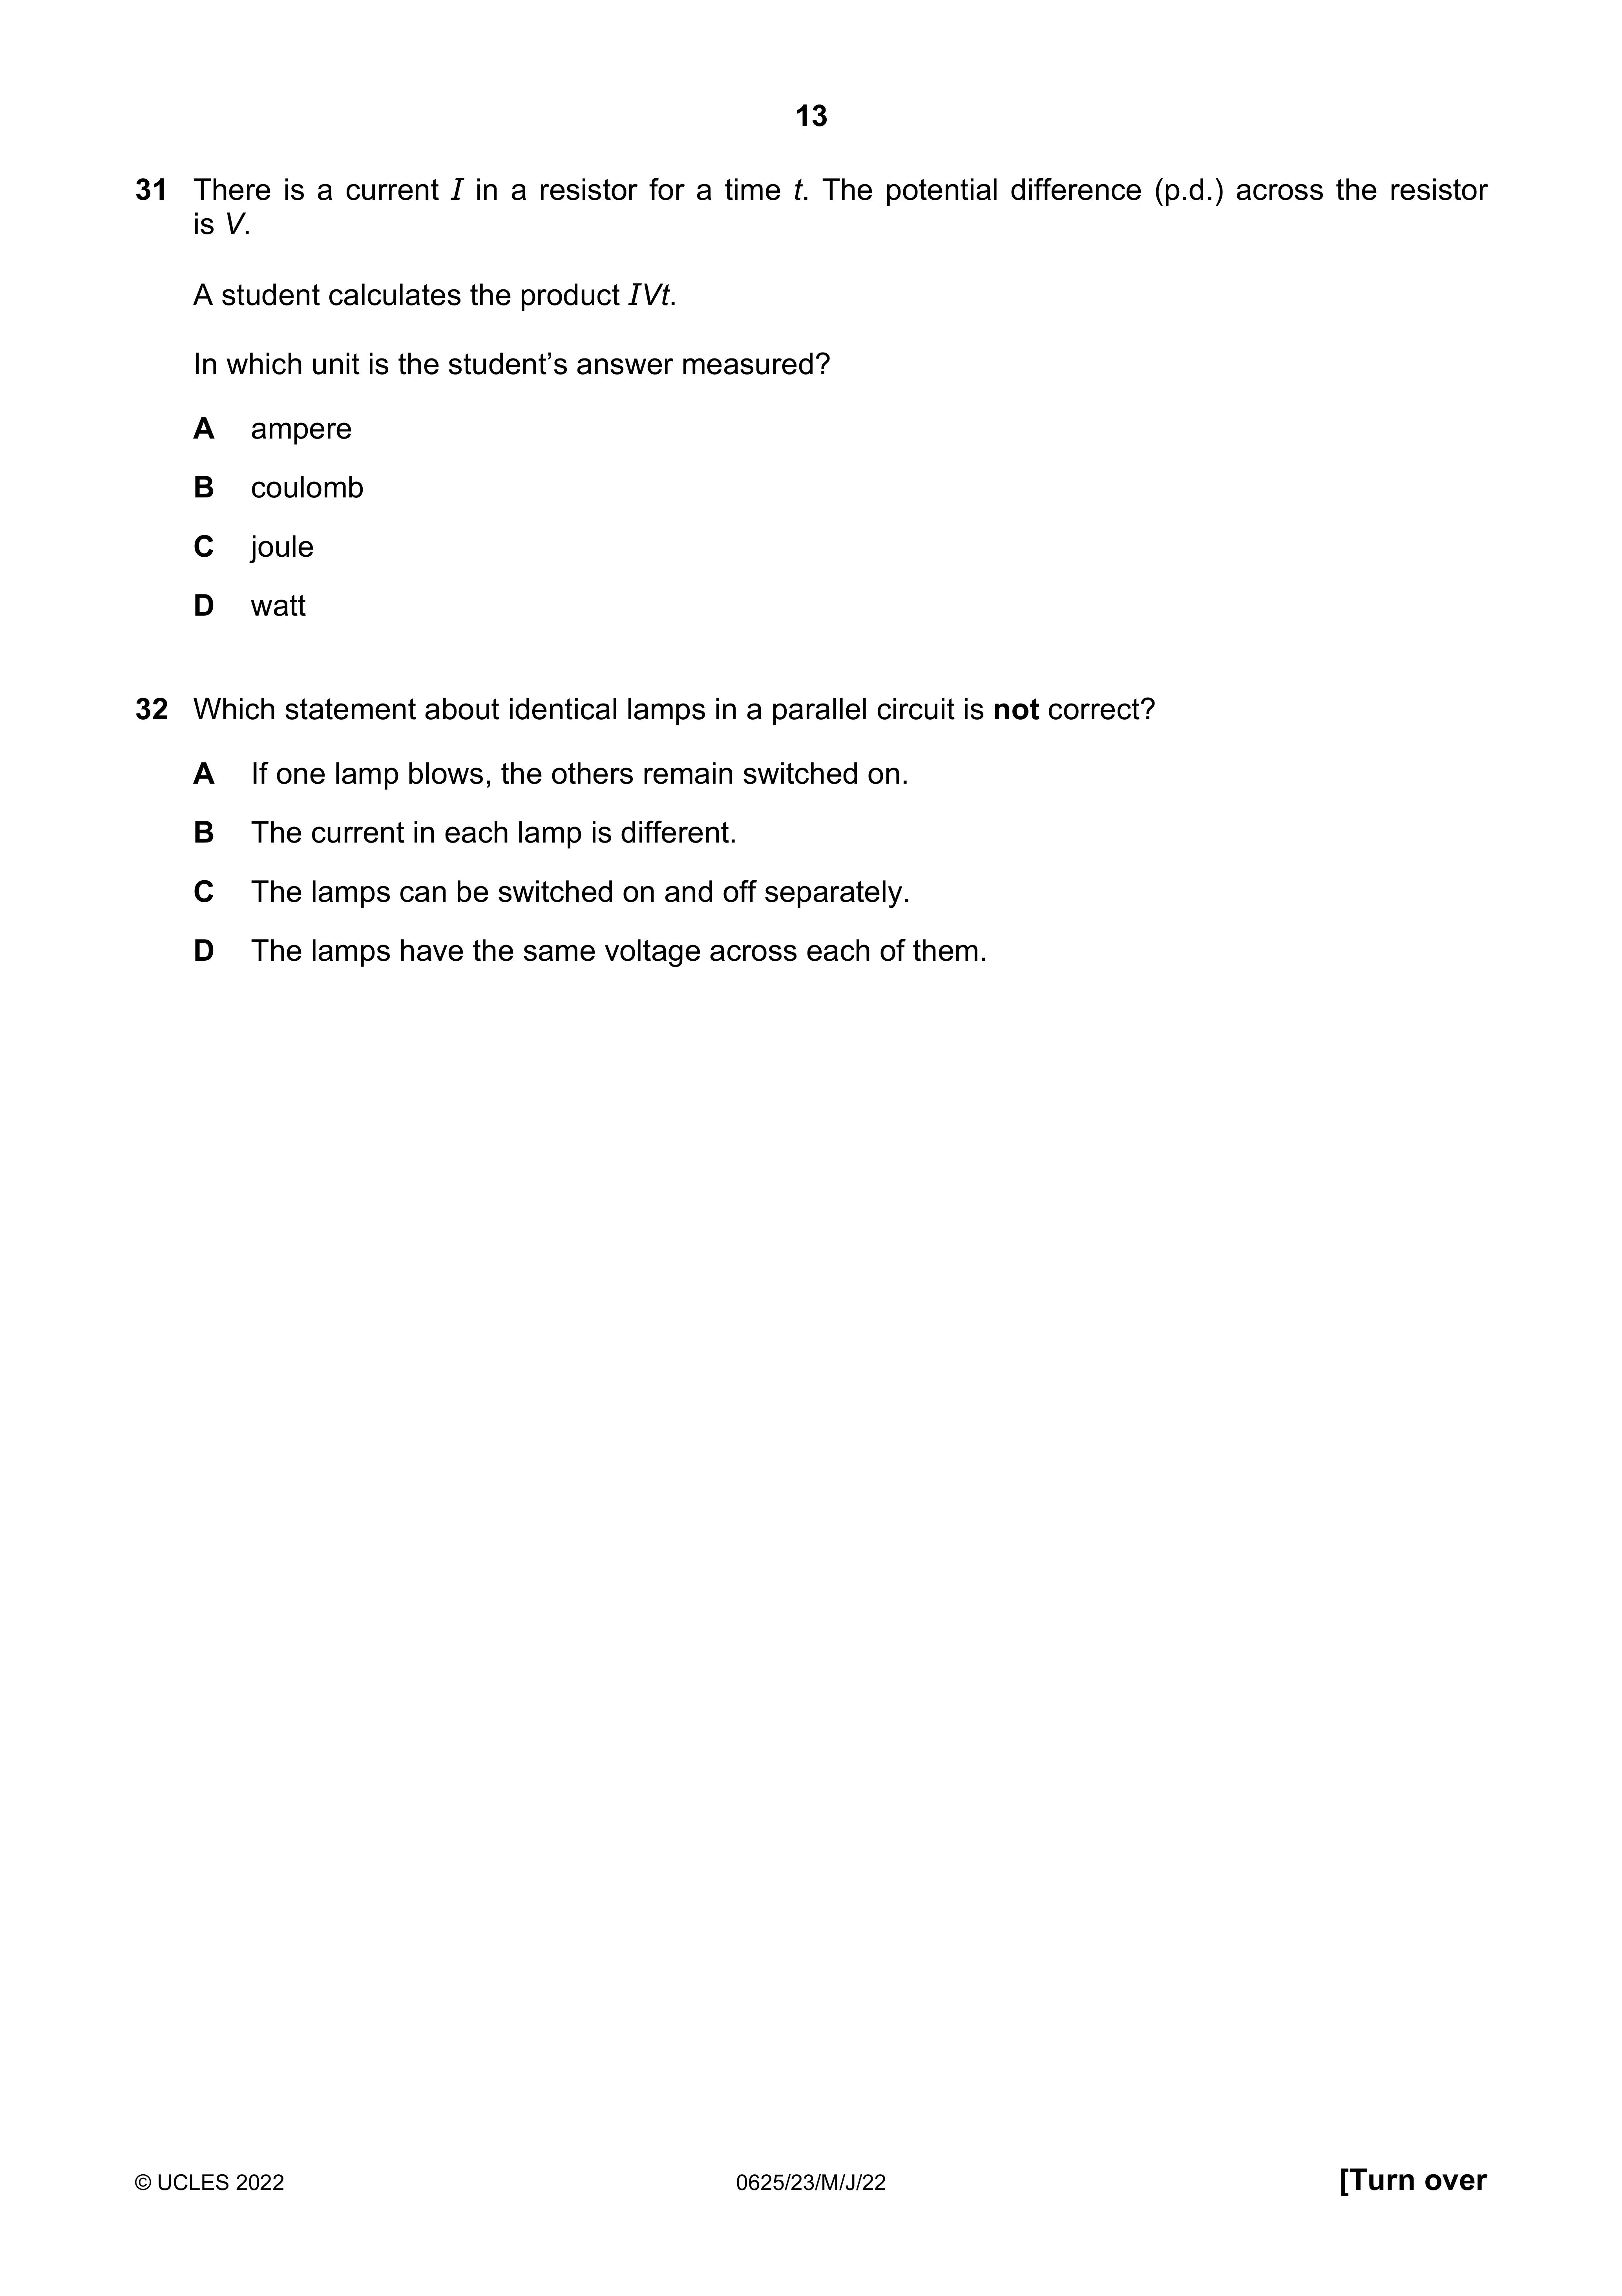 13
31 There is a current I in a resistor for a time t. The potential difference (p.d.) across the resistor
is V.
A student calculates the product IVt.
In which unit is the student’s answer measured?
A ampere
B coulomb
C joule
D watt
32 Which statement about identical lamps in a parallel circuit is not correct?
A If one lamp blows, the others remain switched on.
B The current in each lamp is different.
C The lamps can be switched on and off separately.
D The lamps have the same voltage across each of them.
© UCLES 2022 0625/23/M/J/22 [Turn over